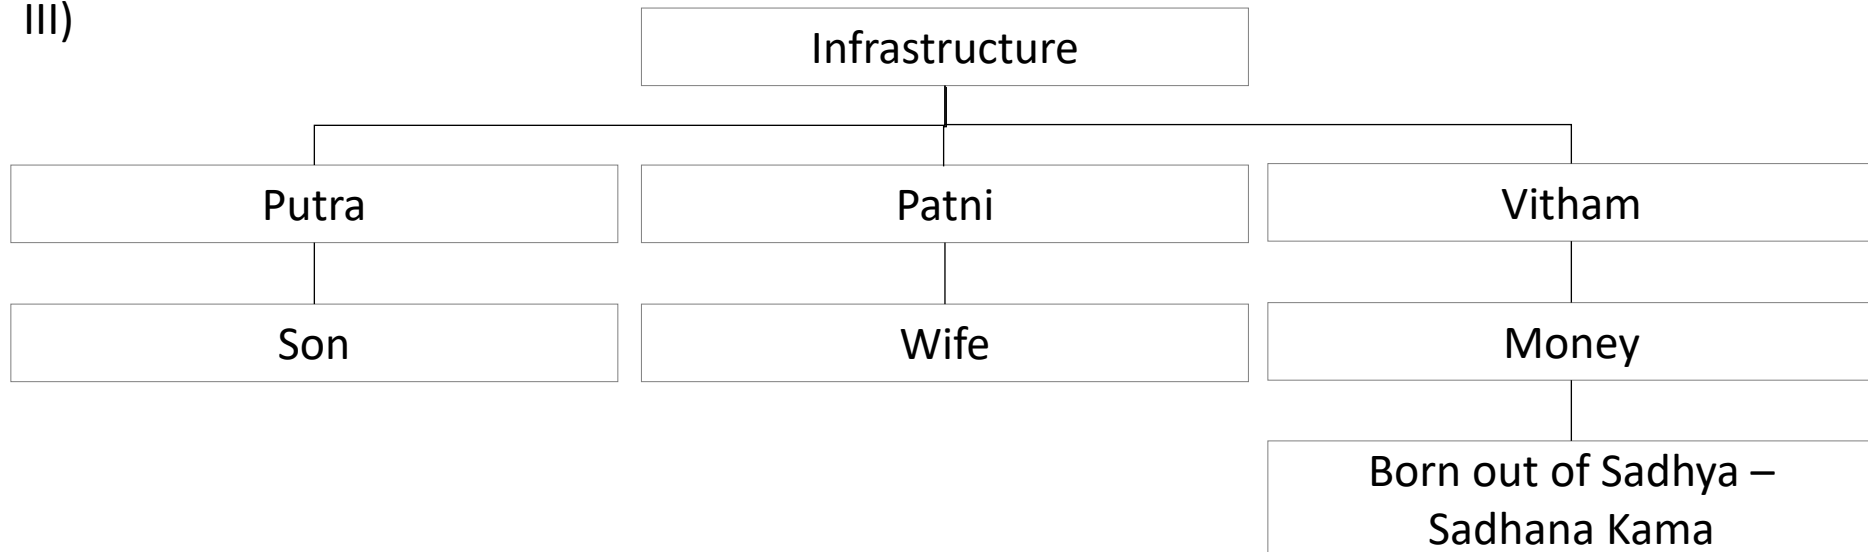 III)
Infrastructure
Putra
Patni
Vitham
Son
Wife
Money
Born out of Sadhya –
Sadhana Kama